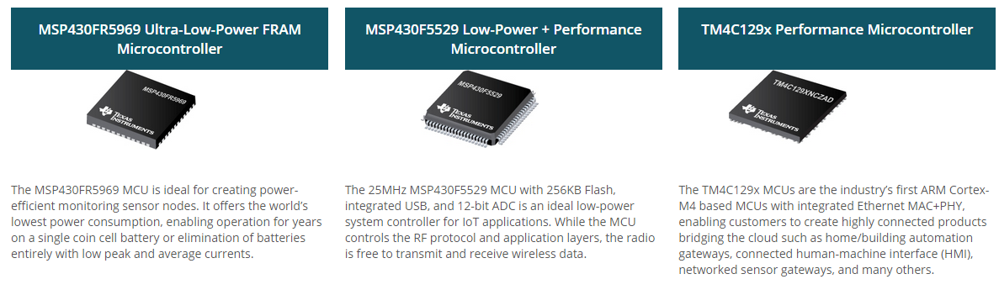 MSP430FR5969 Ultra-Low-Power FRAM
Microcontroller
MSP430FR5969
TEXAS
INSTRUMENTS
The MSP430FR5969 MCU is ideal for creating power-
efficient monitoring sensor nodes. It offers the world’s
lowest power consumption, enabling operation for years
on a single coin cell battery or elimination of batteries
entirely with low peak and average currents.
MSP430F5529 Low-Power + Performance
Microcontroller
MSP430F5529
TEXAS
INSTRUMENTS
The 25MHz MSP430F5529 MCU with 256KB Flash,
integrated USB, and 12-bit ADC is an ideal low-power
system controller for IoT applications. While the MCU
controls the RF protocol and application layers, the radio
is free to transmit and receive wireless data.
TM4C129x Performance Microcontroller
TM4C129XNCZAD
TEXAS
INSTRUMENTS
The TM4C129x MCUs are the industry’s first ARM Cortex-
M4 based MCUs with integrated Ethernet MAC+PHY,
enabling customers to create highly connected products
bridging the cloud such as home/building automation
gateways, connected human-machine interface (HMI),
networked sensor gateways, and many others.